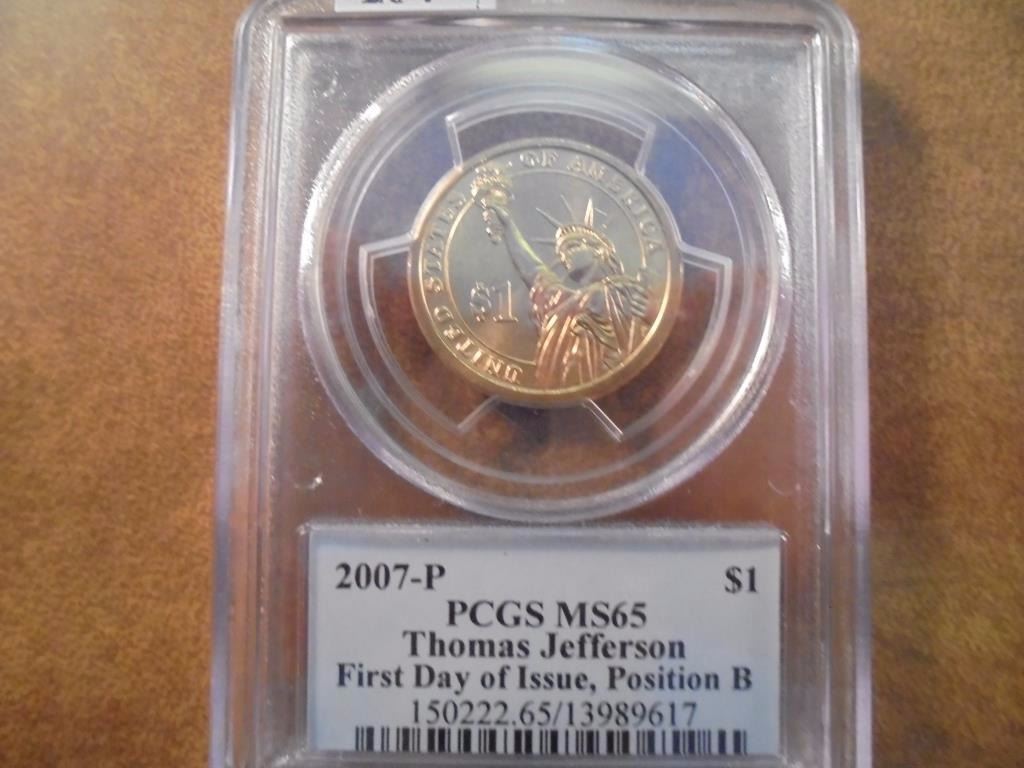 UNITED STATES OF AMERICA
$1
2007-P $1
PCGS MS65
Thomas Jefferson
First Day of Issue, Position B
150222.65/13989617